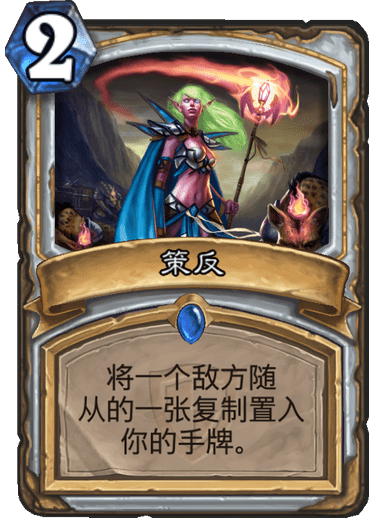 2
策反
将一个敌方随
从的一张复制置入
你的手牌。